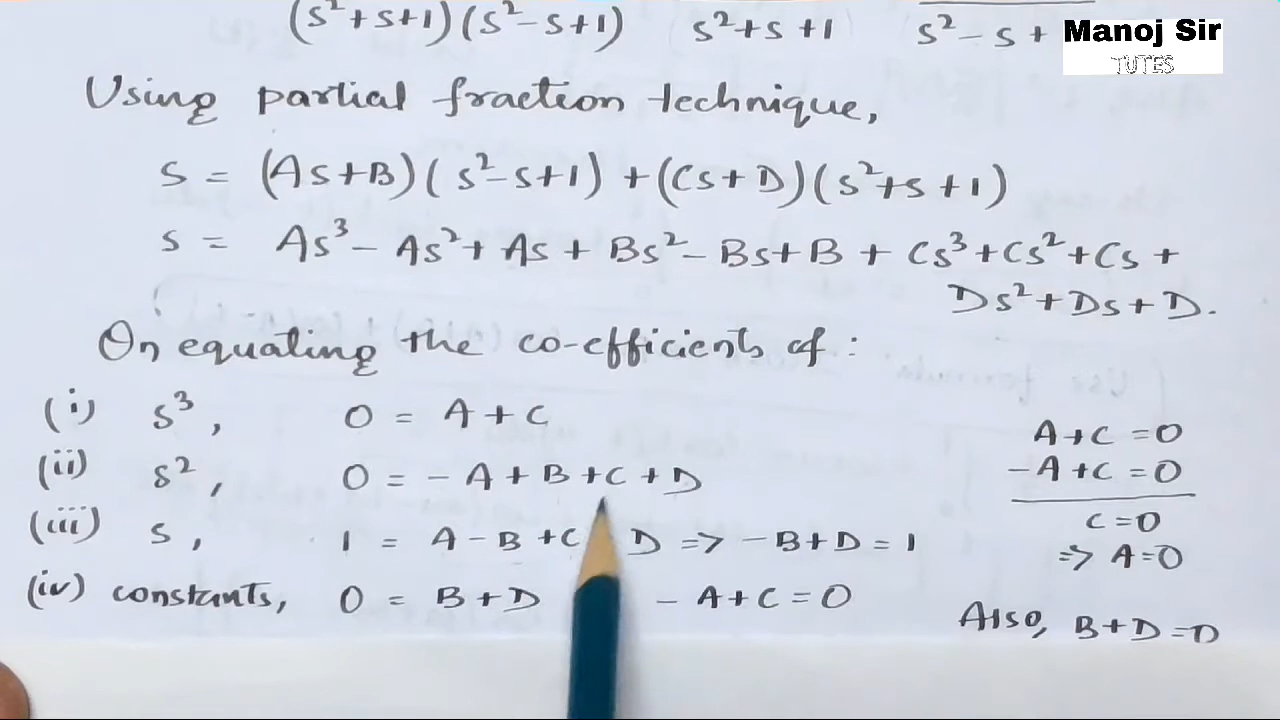 (s²+s+1)(s²-s+1) s²+s+1 s²-s+
Manoj Sir
TUTES
Using partial fraction technique,
s = (As+B)(s²-s+1)+(Cs+D)(s²+s+1)
s = As³-As²+As+Bs²-Bs+B+Cs³+Cs²+Cs+
Ds²+Ds+D.
On equating the co-efficients of :
(i) s³, 0 = A+C
(ii) s², 0 = -A+B+C+D
(iii) s, 1 = A-B+C D => -B+D=1
(iv) constants, 0 = B+D -A+C=0
A+C=0
-A+C=0
C=0
=> A=0
Also, B+D=0